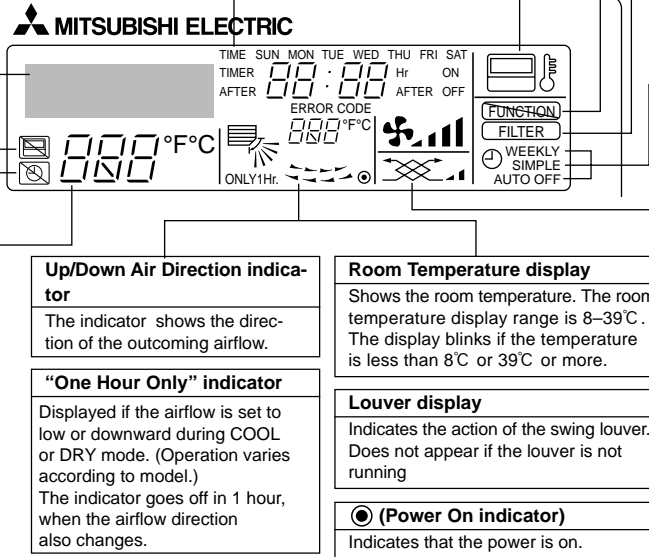 MITSUBISHI ELECTRIC
TIME SUN MON TUE WED THU FRI SAT
TIMER 88:88 Hr ON
AFTER AFTER OFF
ERROR CODE
888 °F°C
888 °F°C
ONLY1Hr.
FUNCTION
FILTER
WEEKLY
SIMPLE
AUTO OFF
Up/Down Air Direction indica-
tor
The indicator shows the direc-
tion of the outcoming airflow.
“One Hour Only” indicator
Displayed if the airflow is set to
low or downward during COOL
or DRY mode. (Operation varies
according to model.)
The indicator goes off in 1 hour,
when the airflow direction
also changes.
Room Temperature display
Shows the room temperature. The room
temperature display range is 8–39℃.
The display blinks if the temperature
is less than 8℃ or 39℃ or more.
Louver display
Indicates the action of the swing louver.
Does not appear if the louver is not
running
(Power On indicator)
Indicates that the power is on.